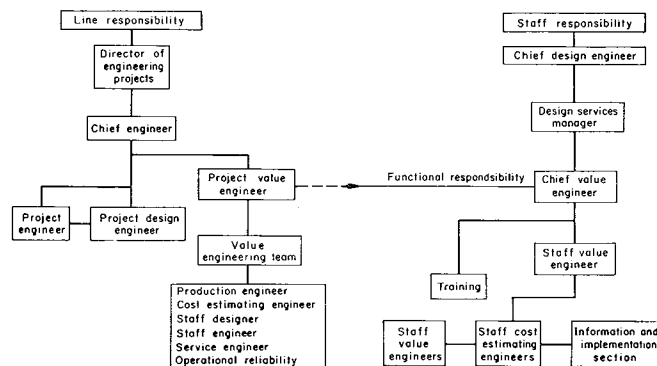 Line responsibility
Director of
engineering
projects
Chief engineer
Project value
engineer
Project
engineer
Project design
engineer
Value
engineering team
Production engineer
Cost estimating engineer
Staff designer
Staff engineer
Service engineer
Operational reliability
Functional respondsibility
Staff responsibility
Chief design engineer
Design services
manager
Chief value
engineer
Training
Staff value
engineer
Staff
value
engineers
Staff cost
estimating
engineers
Information and
implementation
section